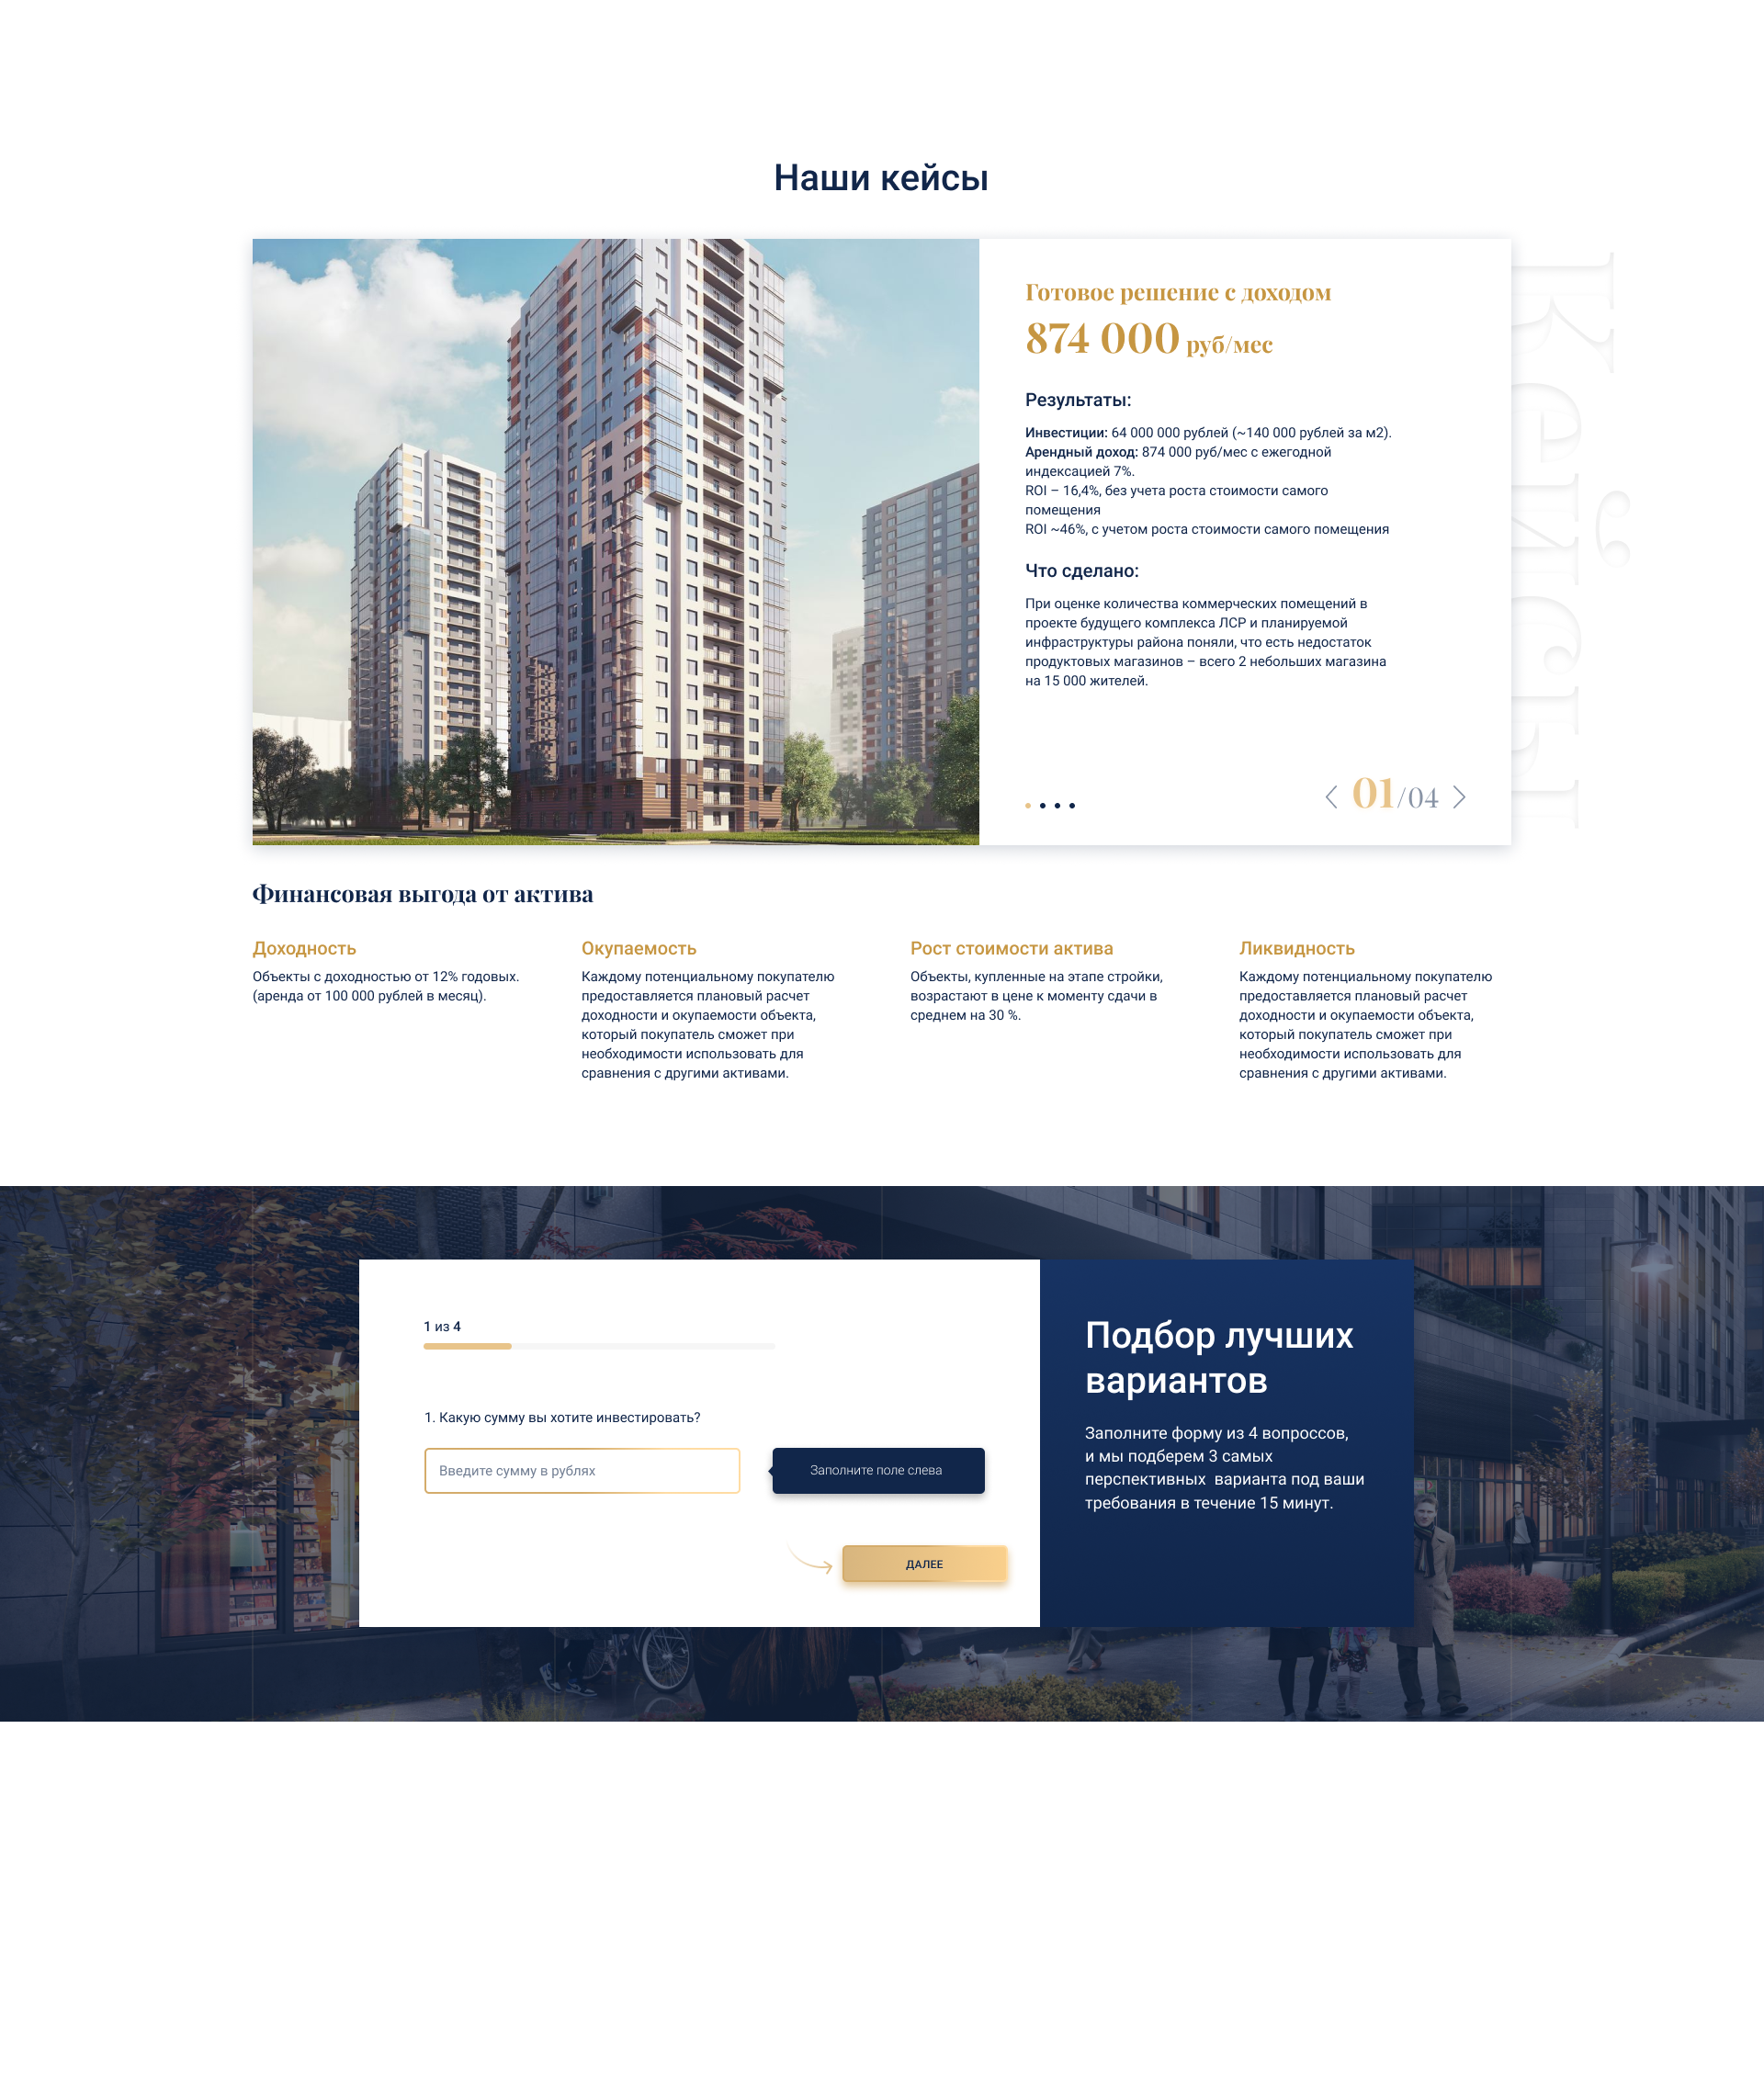 Наши кейсы
Готовое решение с доходом
874 000 руб/мес
Результаты:
Инвестиции: 64 000 000 рублей (~140 000 рублей за м2).
Арендный доход: 874 000 руб/мес с ежегодной
индексацией 7%.
ROI – 16,4%, без учета роста стоимости самого
помещения
ROI ~46%, с учетом роста стоимости самого помещения
Что сделано:
При оценке количества коммерческих помещений в
проекте будущего комплекса ЛСР и планируемой
инфраструктуры района поняли, что есть недостаток
продуктовых магазинов – всего 2 небольших магазина
на 15 000 жителей.
01/04
Кейсы
Финансовая выгода от актива
Доходность
Объекты с доходностью от 12% годовых.
(аренда от 100 000 рублей в месяц).
Окупаемость
Каждому потенциальному покупателю
предоставляется плановый расчет
доходности и окупаемости объекта,
который покупатель сможет при
необходимости использовать для
сравнения с другими активами.
Рост стоимости актива
Объекты, купленные на этапе стройки,
возрастают в цене к моменту сдачи в
среднем на 30 %.
Ликвидность
Каждому потенциальному покупателю
предоставляется плановый расчет
доходности и окупаемости объекта,
который покупатель сможет при
необходимости использовать для
сравнения с другими активами.
1 из 4
1. Какую сумму вы хотите инвестировать?
Введите сумму в рублях
Заполните поле слева
ДАЛЕЕ
Подбор лучших
вариантов
Заполните форму из 4 вопроссов,
и мы подберем 3 самых
перспективных  варианта под ваши
требования в течение 15 минут.